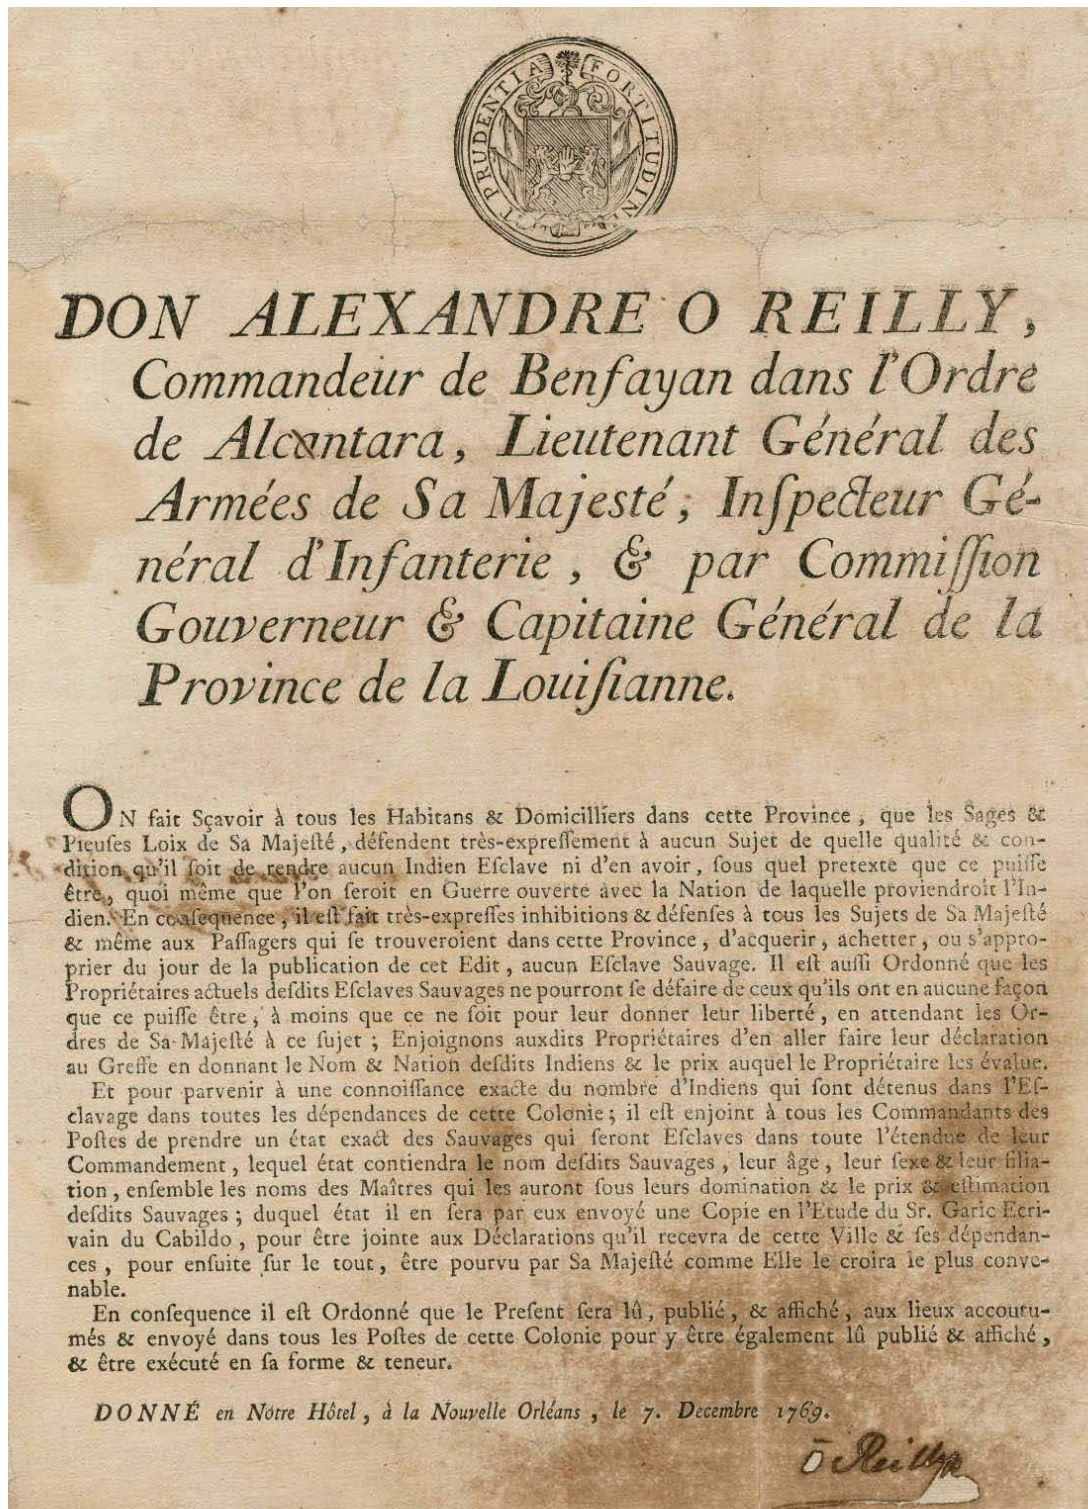 ET PRUDENTIA FORTITUDINE
DON ALEXANDRE O REILLY,
Commandeur de Benſayan dans l'Ordre
de Alcantara, Lieutenant Général des
Armées de Sa Majesté; Inſpecteur Gé-
néral d'Infanterie, & par Commiſſion
Gouverneur & Capitaine Général de la
Province de la Louiſianne.
ON fait Sçavoir à tous les Habitans & Domicilliers dans cette Province, que les Sages &
Pieuſes Loix de Sa Majeſté, défendent très-expreſſement à aucun Sujet de quelle qualité & con-
dition qu'il ſoit de rendre aucun Indien Eſclave ni d'en avoir, ſous quel pretexte que ce puiſſe
être, quoi même que l'on ſeroit en Guerre ouverte avec la Nation de laquelle proviendroit l'In-
dien. En conſequence, il eſt fait très-expreſſes inhibitions & défenſes à tous les Sujets de Sa Majeſté
& même aux Paſſagers qui ſe trouveroient dans cette Province, d'acquerir, achetter, ou s'appro-
prier du jour de la publication de cet Edit, aucun Eſclave Sauvage. Il eſt auſſi Ordonné que les
Propriétaires actuels deſdits Eſclaves Sauvages ne pourront ſe défaire de ceux qu'ils ont en aucune façon
que ce puiſſe être, à moins que ce ne ſoit pour leur donner leur liberté, en attendant les Or-
dres de Sa Majeſté à ce ſujet; Enjoignons auxdits Propriétaires d'en aller faire leur déclaration
au Greffe en donnant le Nom & Nation deſdits Indiens & le prix auquel le Propriétaire les évalue.
Et pour parvenir à une connoiſſance exacte du nombre d'Indiens qui ſont détenus dans l'Eſ-
clavage dans toutes les dépendances de cette Colonie; il eſt enjoint à tous les Commandants des
Poſtes de prendre un état exact des Sauvages qui ſeront Eſclaves dans toute l'étendue de leur
Commandement, lequel état contiendra le nom deſdits Sauvages, leur âge, leur ſexe & leur filia-
tion, enſemble les noms des Maîtres qui les auront ſous leurs domination & le prix & eſtimation
deſdits Sauvages; duquel état il en ſera par eux envoyé une Copie en l'Etude du Sr. Garic Ecri-
vain du Cabildo, pour être jointe aux Déclarations qu'il recevra de cette Ville & ſes dépendan-
ces, pour enſuite ſur le tout, être pourvu par Sa Majeſté comme Elle le croira le plus conve-
nable.
En conſequence il eſt Ordonné que le Preſent ſera lû, publié, & affiché, aux lieux accoutu-
més & envoyé dans tous les Poſtes de cette Colonie pour y être également lû publié & affiché,
& être exécuté en ſa forme & teneur.
DONNÉ en Nôtre Hôtel, à la Nouvelle Orléans, le 7. Decembre 1769.
ō Reilly